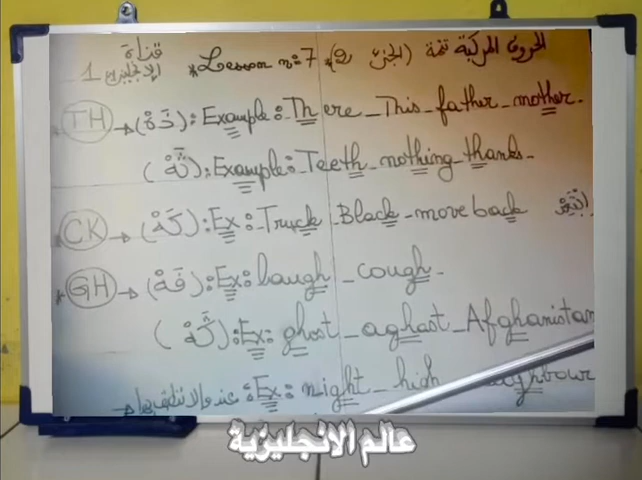 قناة الإنجليزية 1 * Lesson n:7 (الجزء 2) تتمة الحروف المركبة
TH → (ذَهْ): Example: There - This - father - mother.
(ثَهْ): Example: Teeth - nothing - thanks -
* CK → (كَهْ): Ex: Truck - Black - move back
* GH → (فَهْ): Ex: laugh - cough -
(ڨَهْ): Ex: ghost - aghast - Afghanistan
→ Ex: night - high
عالم الانجليزية